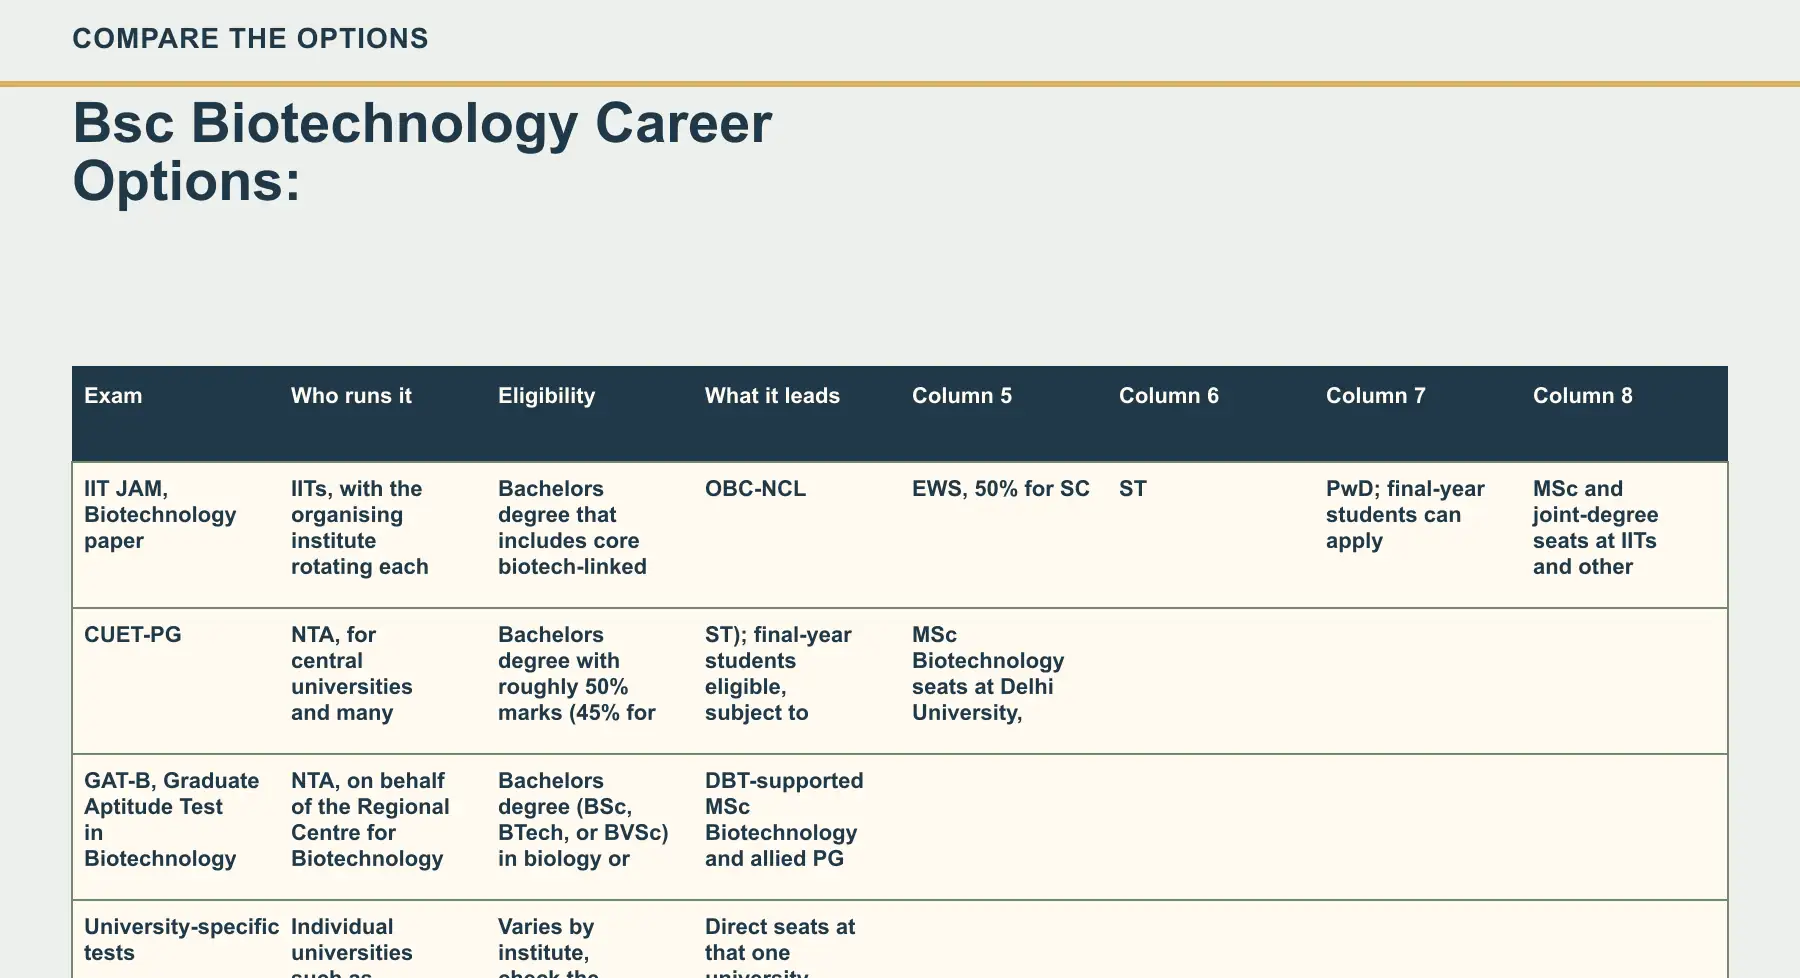 COMPARE THE OPTIONS
Bsc Biotechnology Career
Options:
Exam Who runs it Eligibility What it leads Column 5 Column 6 Column 7 Column 8
IIT JAM, IITs, with the Bachelors OBC-NCL EWS, 50% for SC ST PwD; final-year MSc and
Biotechnology organising degree that students can joint-degree
paper institute includes core apply seats at IITs
rotating each biotech-linked and other
CUET-PG NTA, for Bachelors ST); final-year MSc
central degree with students Biotechnology
universities roughly 50% eligible, seats at Delhi
and many marks (45% for subject to University,
GAT-B, Graduate NTA, on behalf Bachelors DBT-supported
Aptitude Test of the Regional degree (BSc, MSc
in Centre for BTech, or BVSc) Biotechnology
Biotechnology Biotechnology in biology or and allied PG
University-specific Individual Varies by Direct seats at
tests universities institute, that one
such as check the university